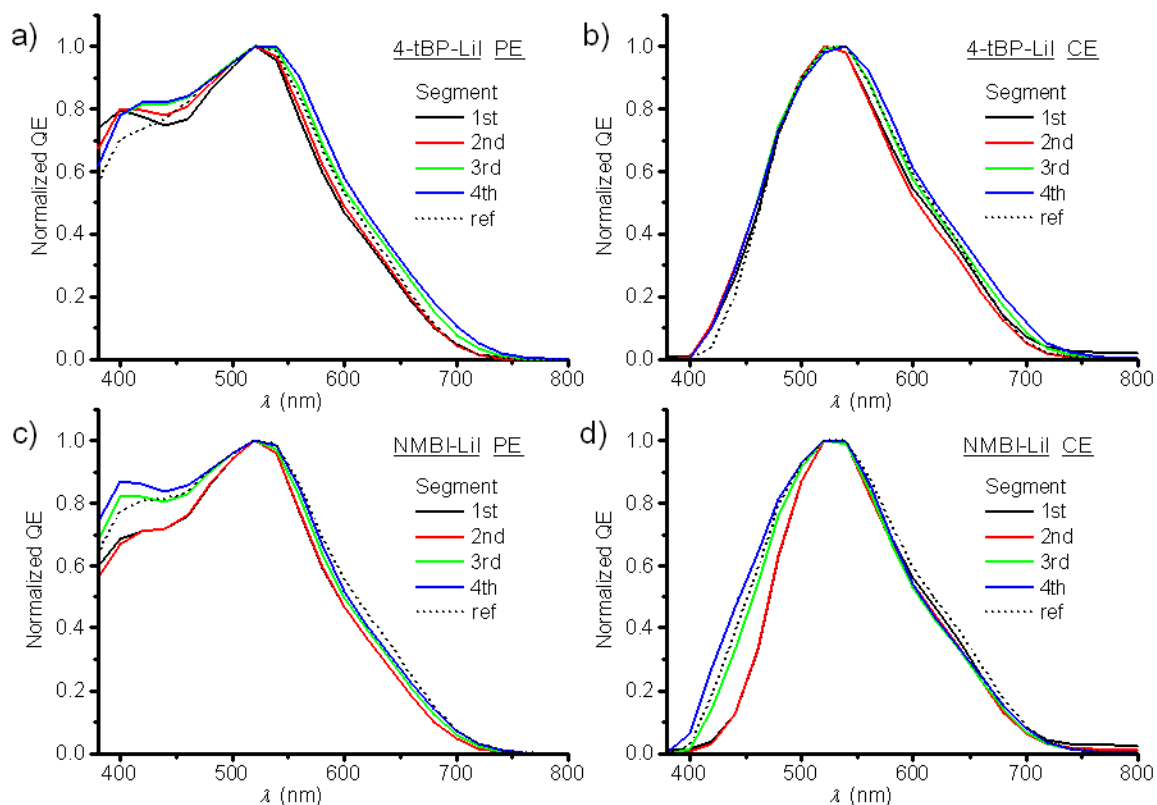 a)
4-tBP-LiI PE
Segment
1st
2nd
3rd
4th
ref
Normalized QE
1.0
0.8
0.6
0.4
0.2
0.0
400 500 600 700 800
λ (nm)
b)
4-tBP-LiI CE
Segment
1st
2nd
3rd
4th
ref
Normalized QE
1.0
0.8
0.6
0.4
0.2
0.0
400 500 600 700 800
λ (nm)
c)
NMBI-LiI PE
Segment
1st
2nd
3rd
4th
ref
Normalized QE
1.0
0.8
0.6
0.4
0.2
0.0
400 500 600 700 800
λ (nm)
d)
NMBI-LiI CE
Segment
1st
2nd
3rd
4th
ref
Normalized QE
1.0
0.8
0.6
0.4
0.2
0.0
400 500 600 700 800
λ (nm)